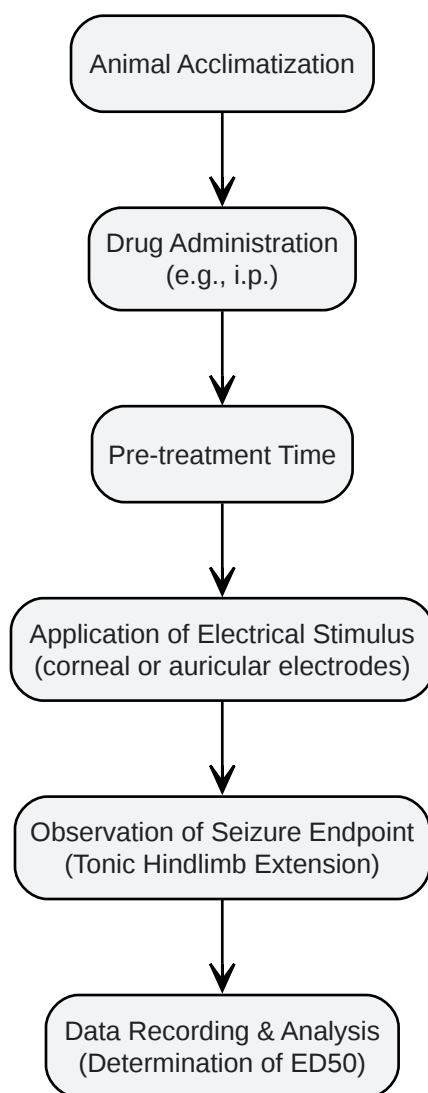 Animal Acclimatization
Drug Administration
(e.g., i.p.)
Pre-treatment Time
Application of Electrical Stimulus
(corneal or auricular electrodes)
Observation of Seizure Endpoint
(Tonic Hindlimb Extension)
Data Recording & Analysis
(Determination of ED50)